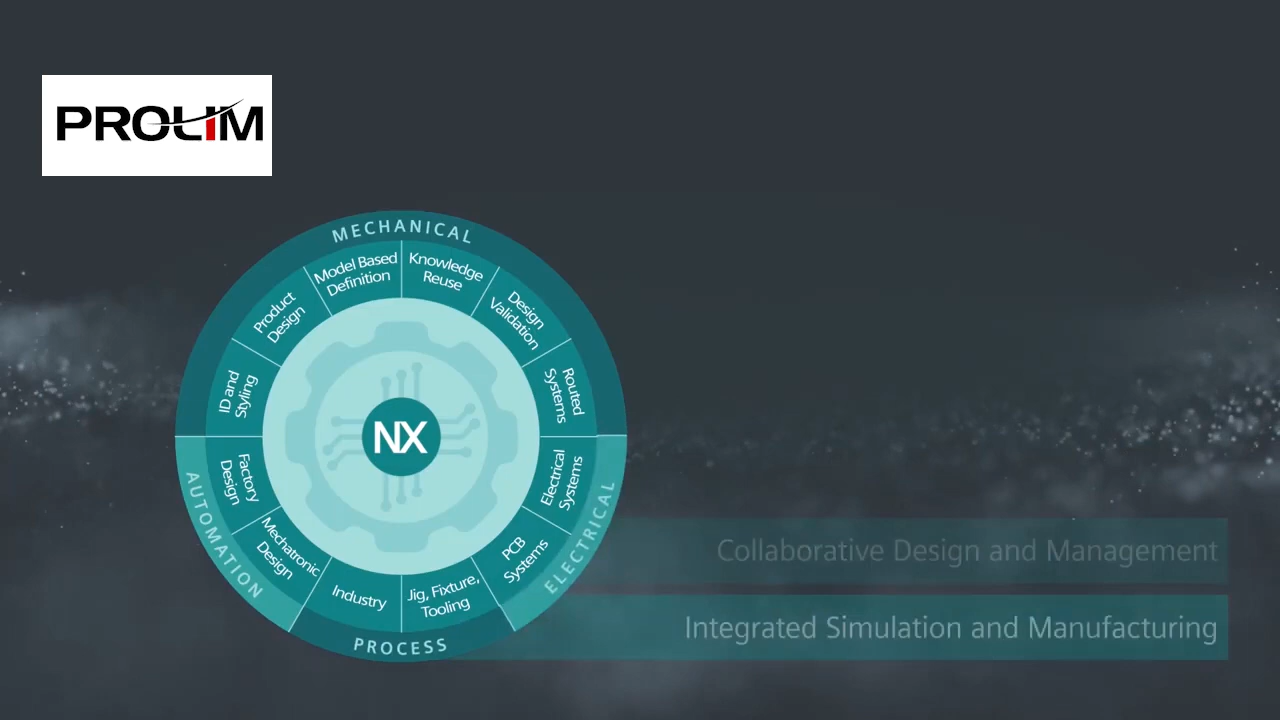 PROLIM
MECHANICAL
Model Based
Definition
Knowledge
Reuse
Product
Design
Design
Validation
ID and
Styling
Routed
Systems
NX
Factory
Design
Electrical
Systems
AUTOMATION
ELECTRICAL
Mechatronic
Design
PCB
Systems
Industry
Jig, Fixture,
Tooling
PROCESS
Collaborative Design and Management
Integrated Simulation and Manufacturing